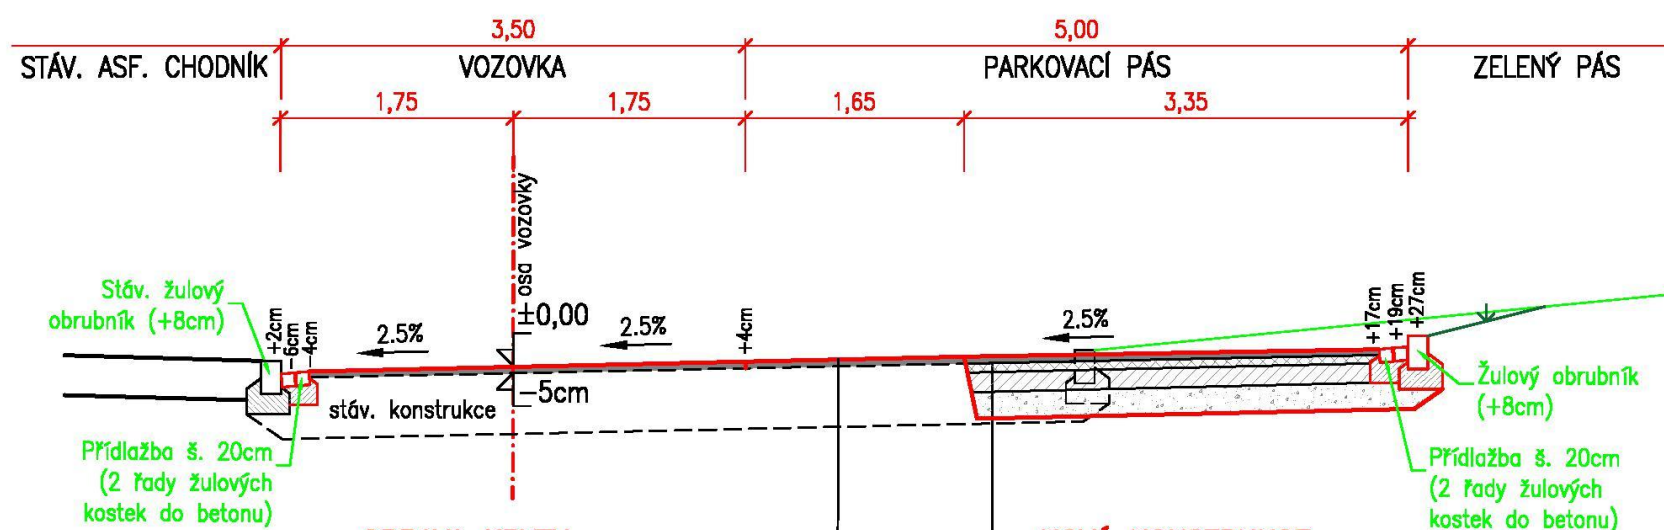 3,50
5,00
STÁV. ASF. CHODNÍK
VOZOVKA
PARKOVACÍ PÁS
ZELENÝ PÁS
1,75
1,75
1,65
3,35
osa vozovky
Stáv. žulový
obrubník (+8cm)
+2cm
-6cm
-4cm
2.5%
±0,00
2.5%
+4cm
2.5%
+17cm
+19cm
+27cm
-5cm
stáv. konstrukce
Žulový obrubník
(+8cm)
Přídlažba š. 20cm
(2 řady žulových
kostek do betonu)
Přídlažba š. 20cm
(2 řady žulových
kostek do betonu)